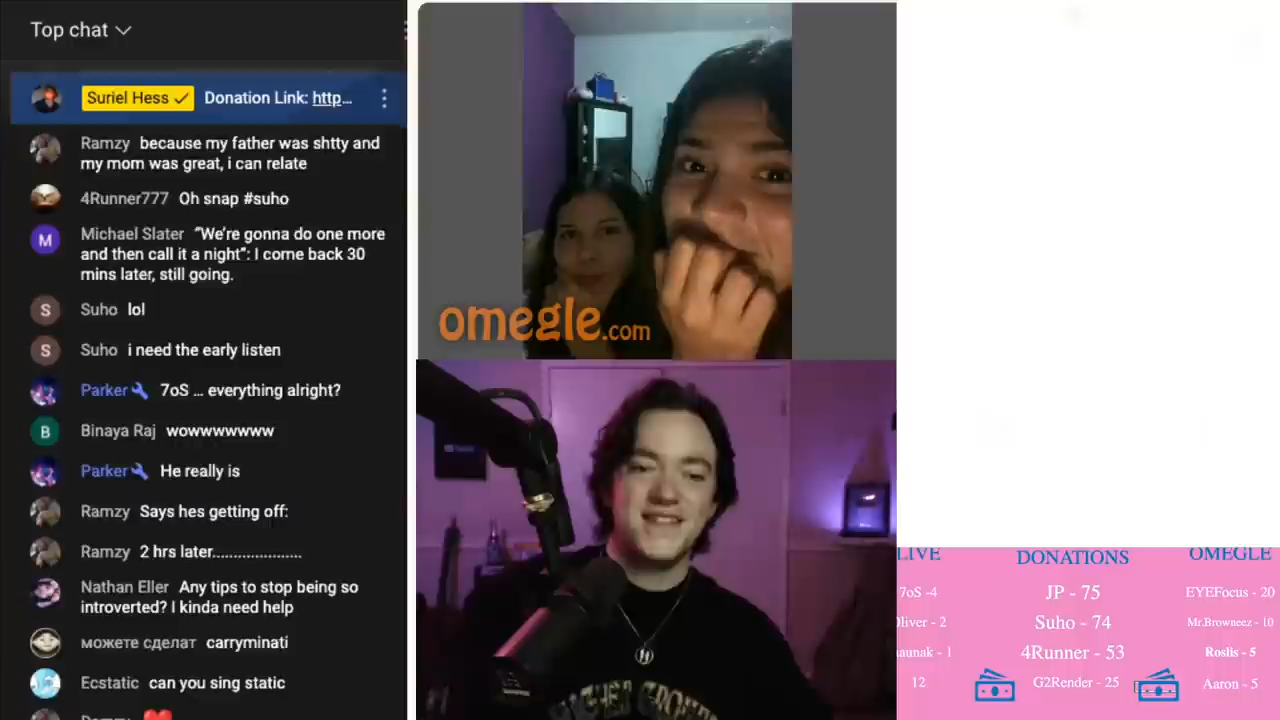 Top chat
Suriel Hess Donation Link: http...
Ramzy because my father was shtty and
my mom was great, i can relate
4Runner777 Oh snap #suho
M
Michael Slater “We’re gonna do one more
and then call it a night”: I come back 30
mins later, still going.
S
Suho lol
S
Suho i need the early listen
Parker 7oS ... everything alright?
B
Binaya Raj wowwwwwww
Parker He really is
Ramzy Says hes getting off:
Ramzy 2 hrs later.....................
Nathan Eller Any tips to stop being so
introverted? I kinda need help
можете сделат carryminati
Ecstatic can you sing static
omegle.com
LIVE
7oS -4
Oliver - 2
aunak - 1
12
DONATIONS
JP - 75
Suho - 74
4Runner - 53
G2Render - 25
OMEGLE
EYEFocus - 20
Mr.Browneez - 10
Roslis - 5
Aaron - 5